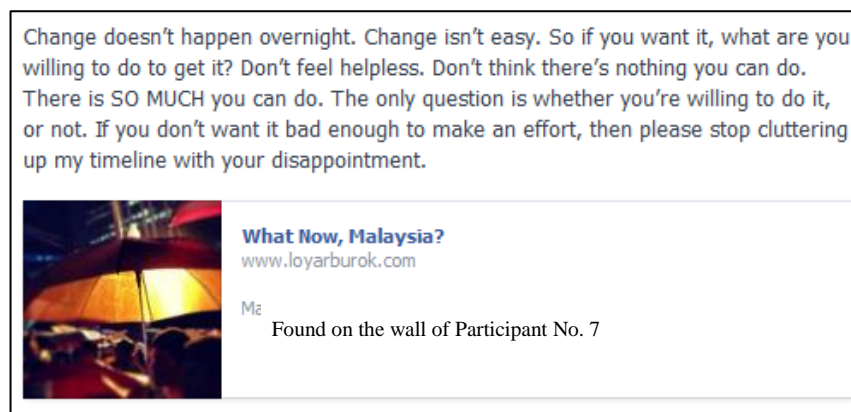 Change doesn't happen overnight. Change isn't easy. So if you want it, what are you
willing to do to get it? Don't feel helpless. Don't think there's nothing you can do.
There is SO MUCH you can do. The only question is whether you're willing to do it,
or not. If you don't want it bad enough to make an effort, then please stop cluttering
up my timeline with your disappointment.
What Now, Malaysia?
www.loyarburok.com
Ma
Found on the wall of Participant No. 7